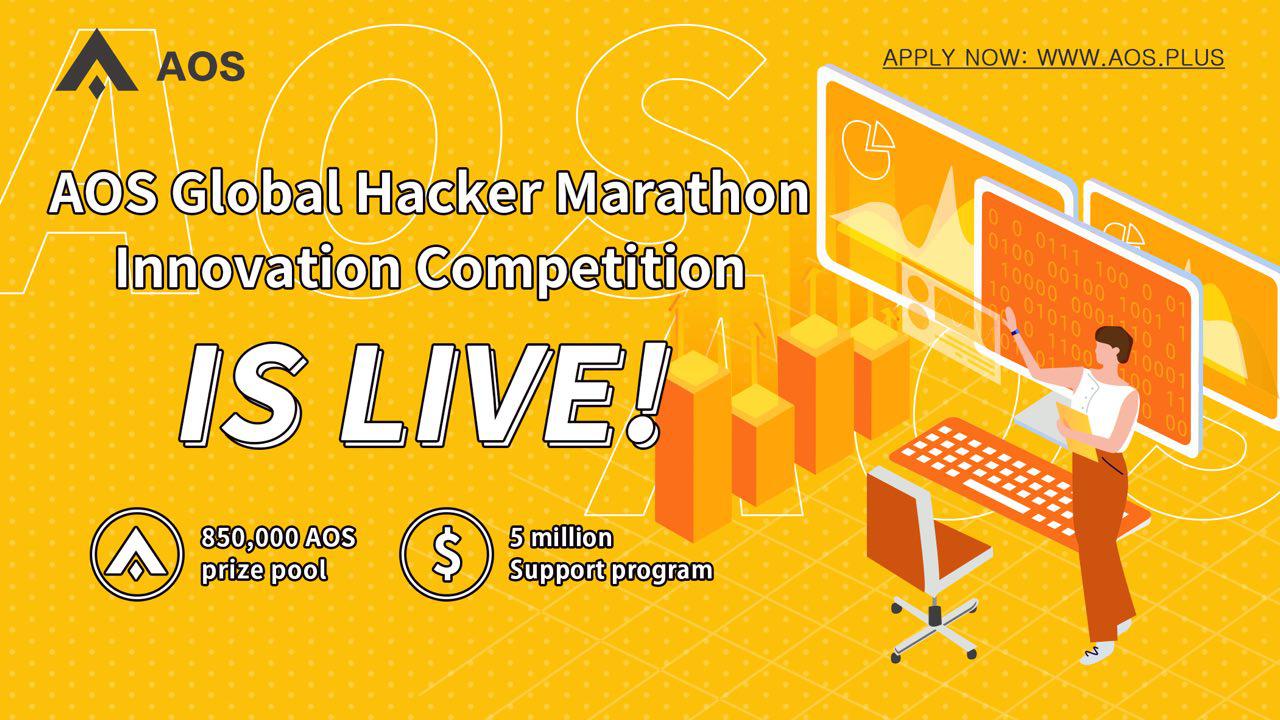 AOS
APPLY NOW: WWW.AOS.PLUS
AOS Global Hacker Marathon
Innovation Competition
IS LIVE!
850,000 AOS
prize pool
5 million
Support program